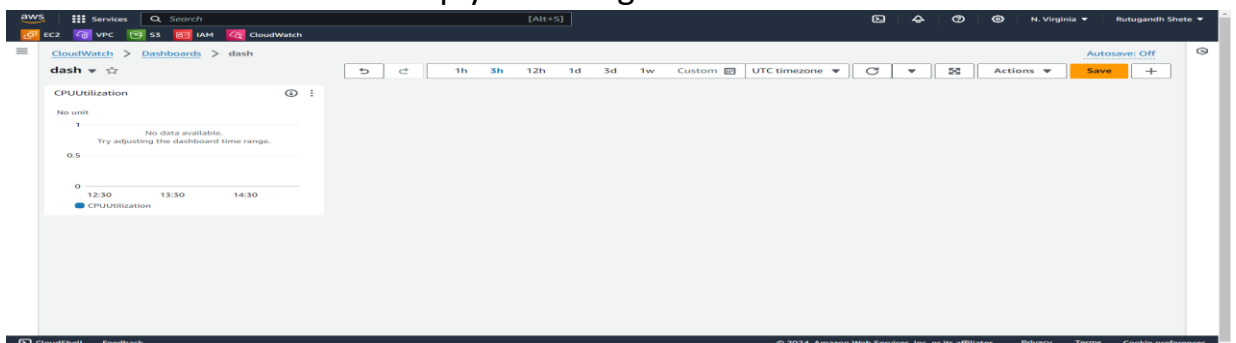 aws Services Search [Alt+S] N. Virginia Rutugandh Shete
EC2 VPC S3 IAM CloudWatch
CloudWatch > Dashboards > dash Autosave: Off
dash 1h 3h 12h 1d 3d 1w Custom UTC timezone Actions Save
CPUUtilization
No unit
1
No data available.
Try adjusting the dashboard time range.
0.5
0
12:30 13:30 14:30
CPUUtilization
CloudShell Feedback © 2024, Amazon Web Services, Inc. or its affiliates. Privacy Terms Cookie preferences